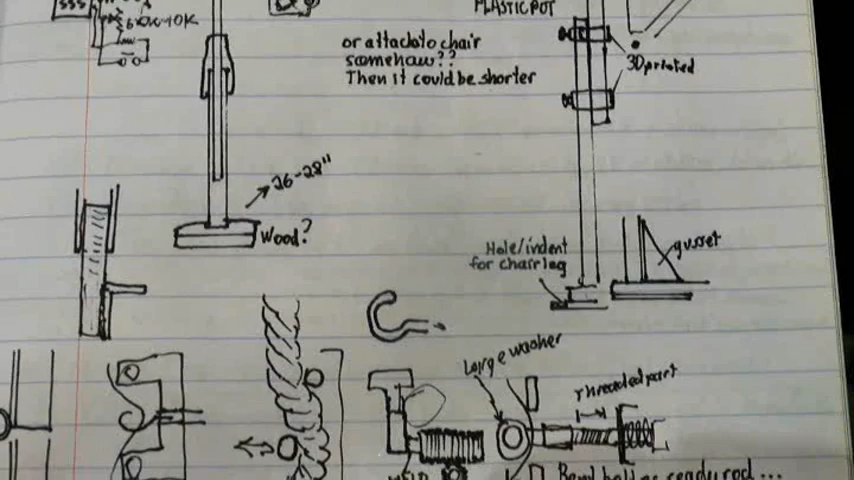 PLASTIC POT
or attach to chair
somehow??
Then it could be shorter
3D printed
26-28"
Wood?
Hole/indent
for chair leg
gusset
Large washer
Threaded part
WELD